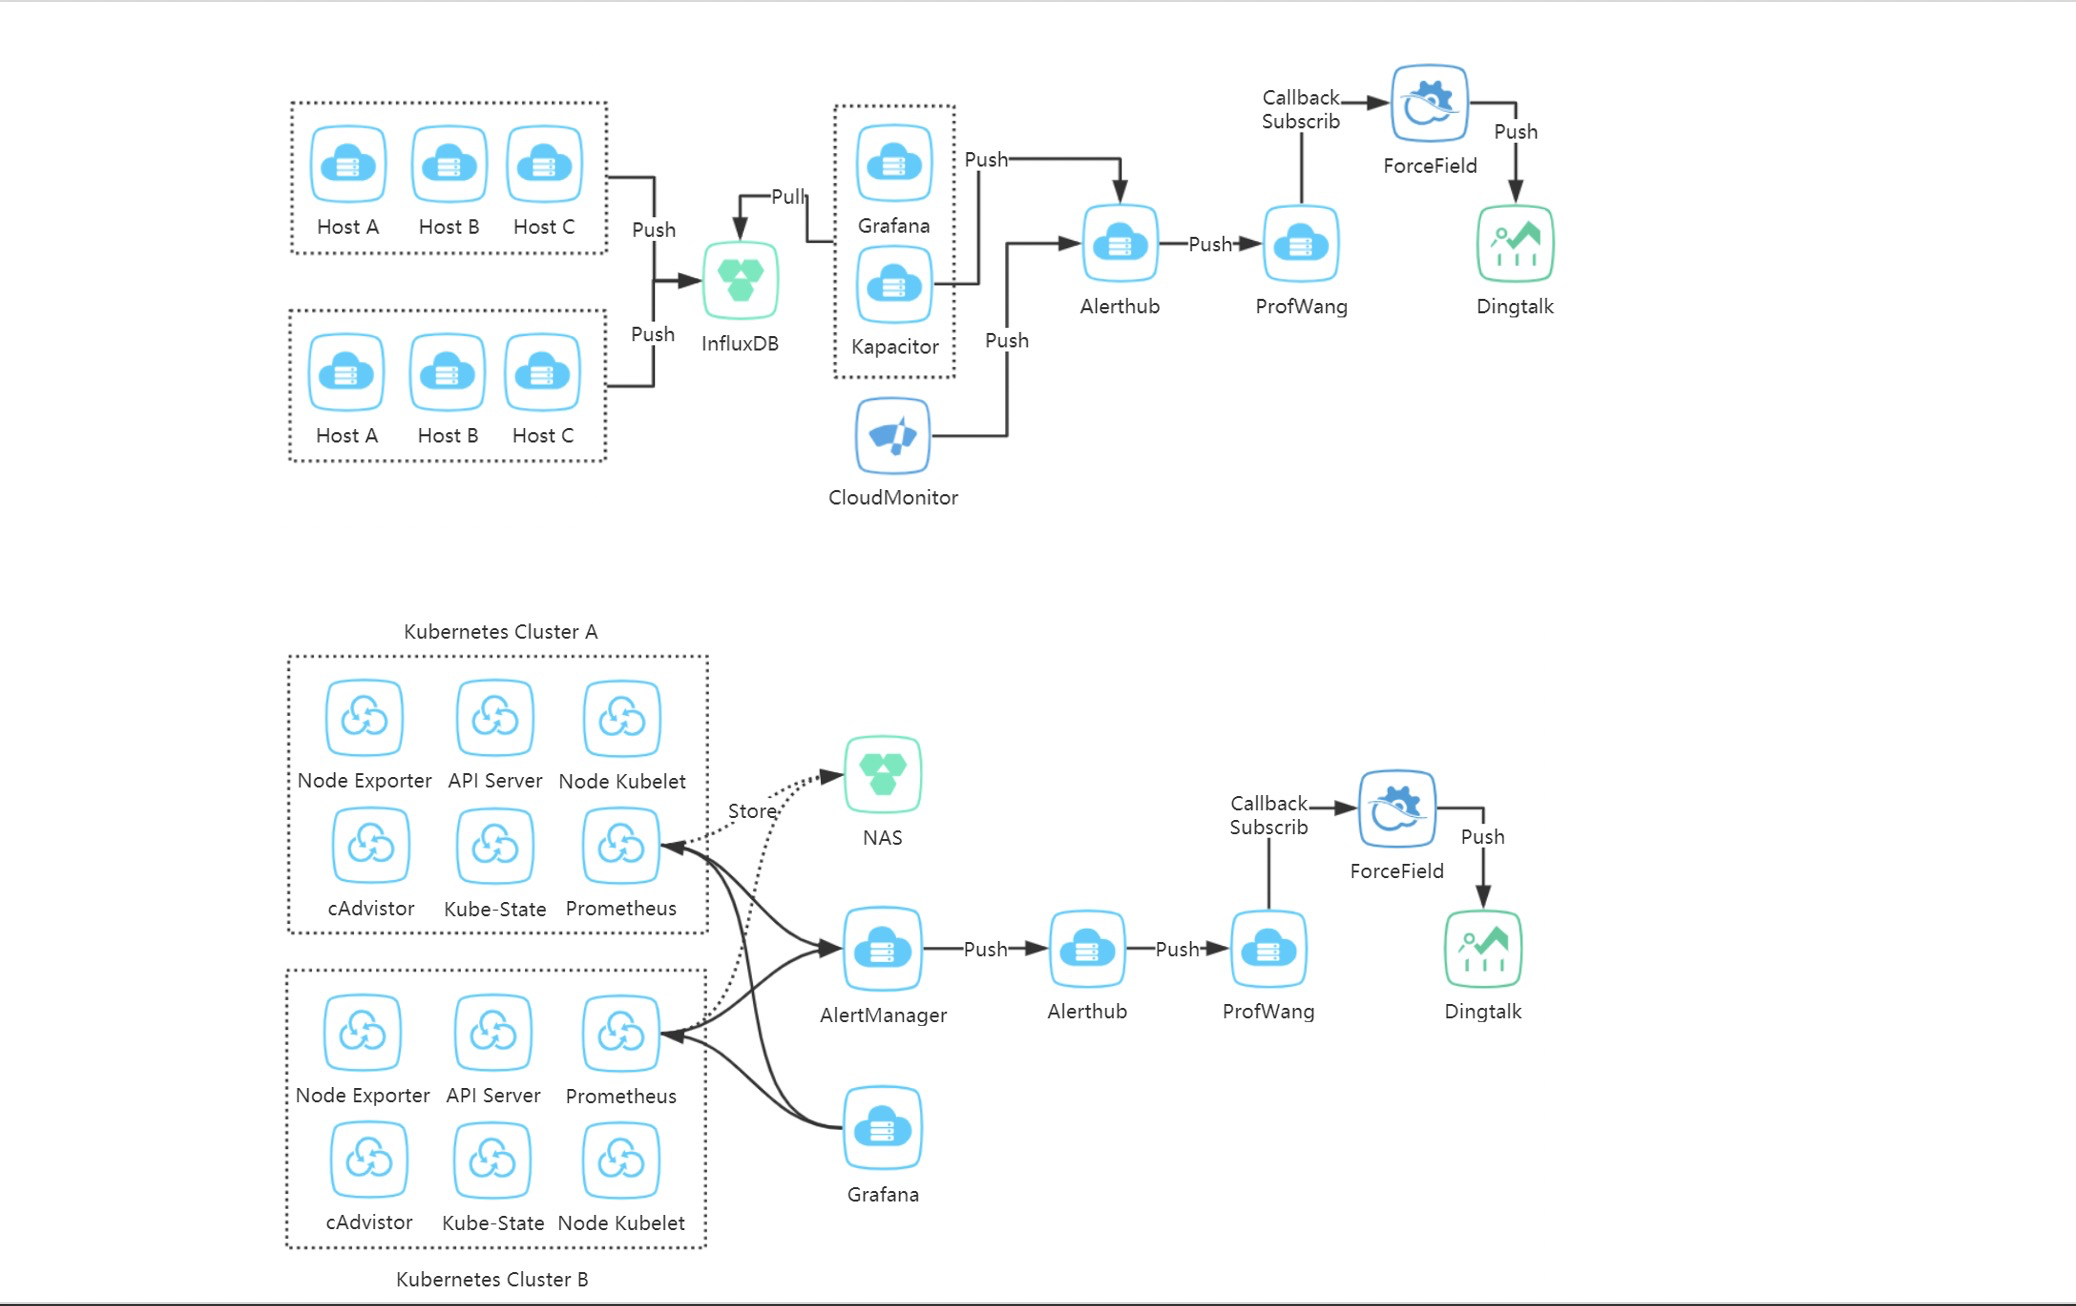 Callback
Subscrib
Push
ForceField
Host A
Host B
Host C
Push
Pull
Grafana
Push
Push
Alerthub
ProfWang
Dingtalk
Push
InfluxDB
Kapacitor
Push
Host A
Host B
Host C
CloudMonitor
Kubernetes Cluster A
Node Exporter
API Server
Node Kubelet
Store
NAS
Callback
Subscrib
Push
ForceField
cAdvistor
Kube-State
Prometheus
Push
Push
AlertManager
Alerthub
ProfWang
Dingtalk
Node Exporter
API Server
Prometheus
Grafana
cAdvistor
Kube-State
Node Kubelet
Kubernetes Cluster B